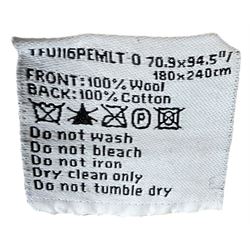 TFU116PEMLT-0 70.9x94.5"/
180x240cm
FRONT:100% Wool
BACK:100% Cotton
Do not wash
Do not bleach
Do not iron
Dry clean only
Do not tumble dry